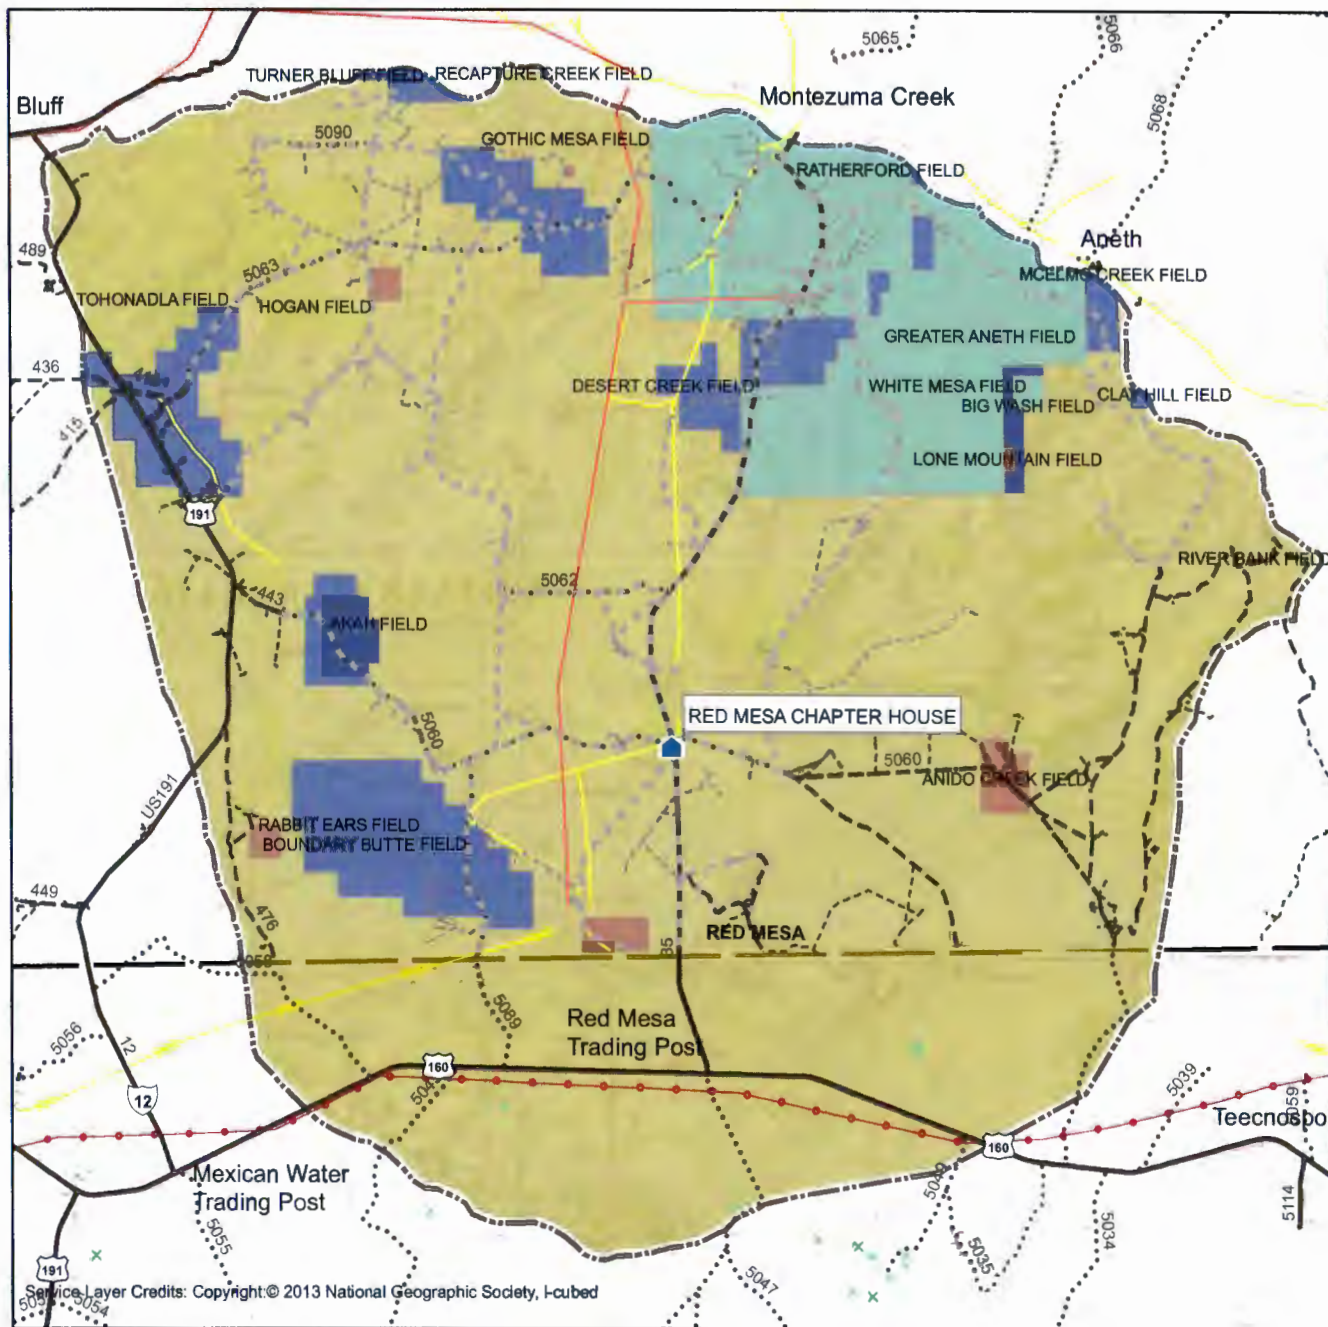 5065
5066
5068
TURNER BLUFF FIELD
RECAPTURE CREEK FIELD
Bluff
Montezuma Creek
5090
GOTHIC MESA FIELD
RATHERFORD FIELD
Aneth
489
5063
MCELMO CREEK FIELD
TOHONADLA FIELD
HOGAN FIELD
GREATER ANETH FIELD
436
DESERT CREEK FIELD
WHITE MESA FIELD
CLAY HILL FIELD
BIG WASH FIELD
415
LONE MOUNTAIN FIELD
191
RIVER BANK FIELD
5062
443
AKAH FIELD
RED MESA CHAPTER HOUSE
5060
5060
ANIDO CREEK FIELD
US191
RABBIT EARS FIELD
BOUNDARY BUTTE FIELD
449
476
RED MESA
35
5089
Red Mesa
Trading Post
5056
12
160
12
5039
5059
Teecnospo
160
Mexican Water
Trading Post
5049
5114
5055
5034
5035
191
5047
Service Layer Credits: Copyright:© 2013 National Geographic Society, i-cubed
5054